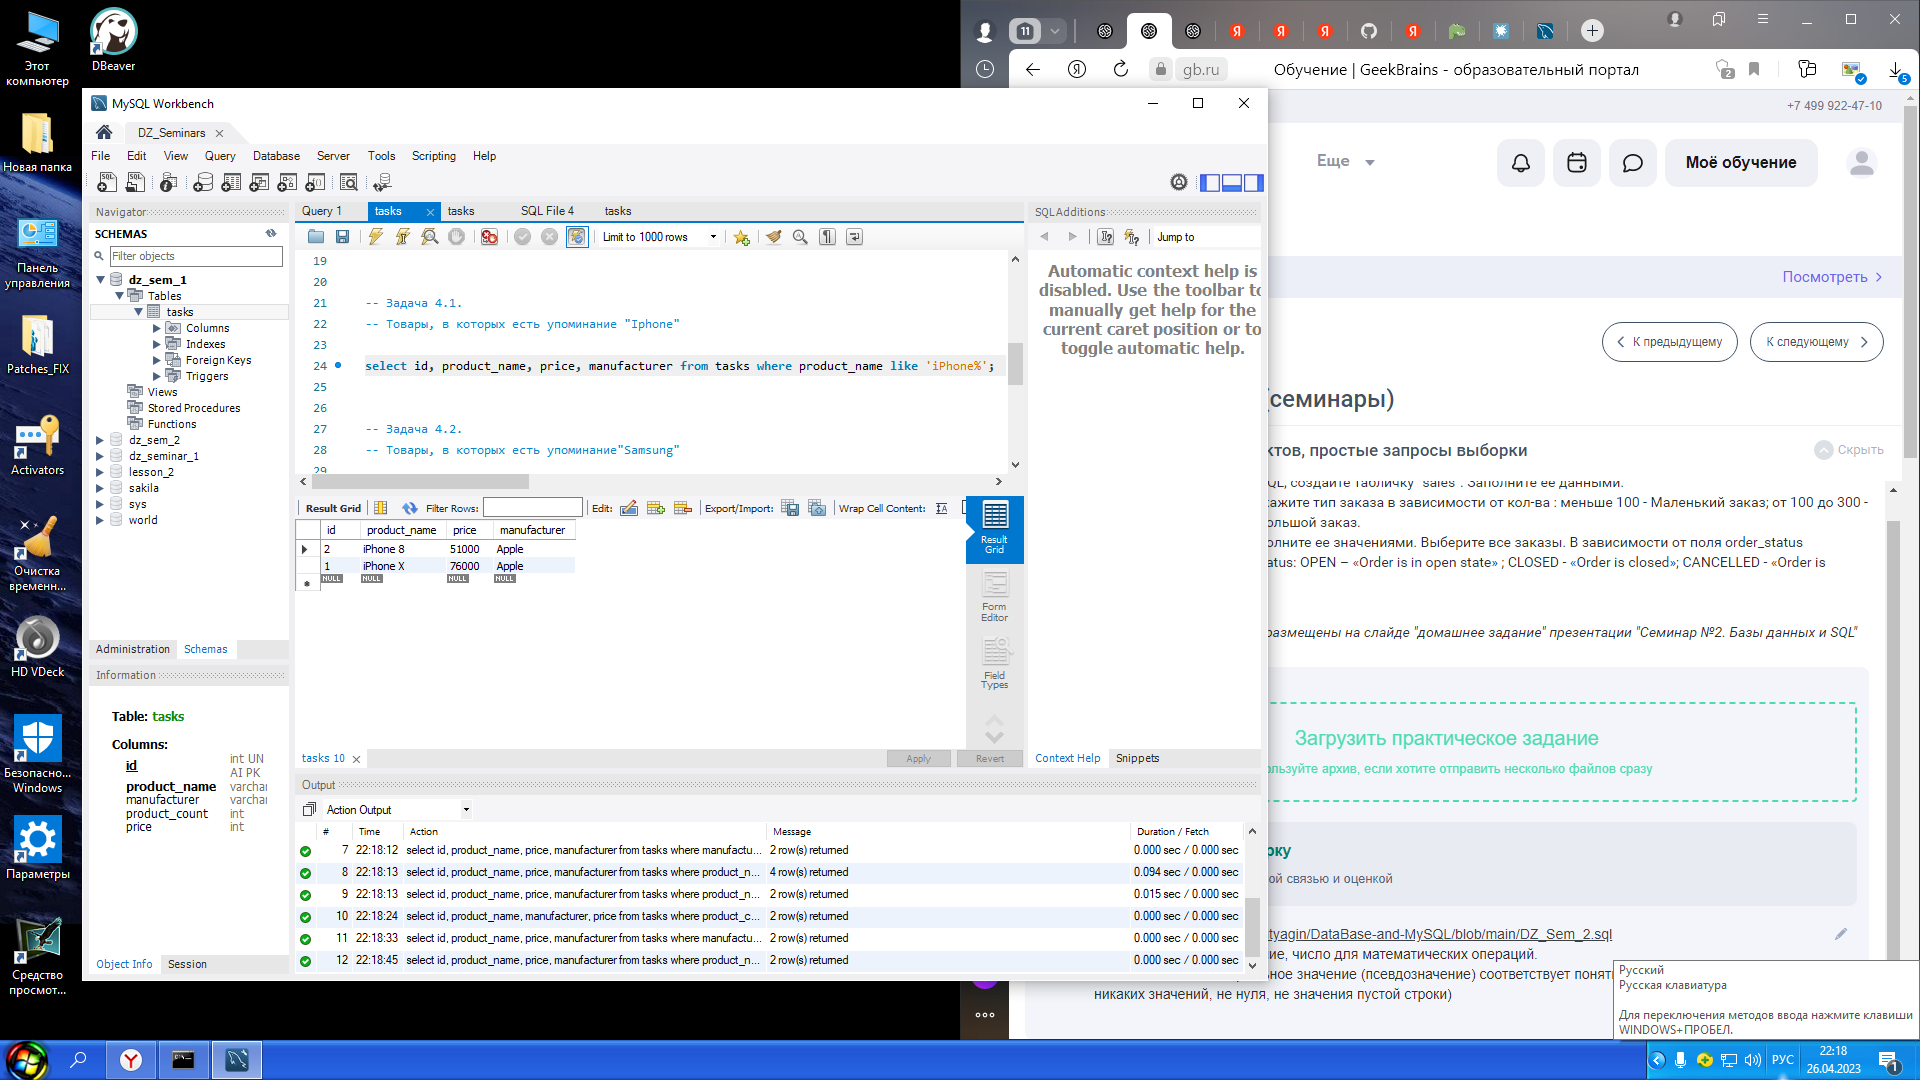 Этот
компьютер
DBeaver
Новая папка
Панель
управления
Patches_FIX
Activators
Очистка
временн...
HD VDeck
Безопасно...
Windows
Параметры
Средство
просмот...
MySQL Workbench
DZ_Seminars
File Edit View Query Database Server Tools Scripting Help
Navigator
SCHEMAS
Filter objects
dz_sem_1
Tables
tasks
Columns
Indexes
Foreign Keys
Triggers
Views
Stored Procedures
Functions
dz_sem_2
dz_seminar_1
lesson_2
sakila
sys
world
Administration Schemas
Information
Table: tasks
Columns:
id int UN
AI PK
product_name varchar
manufacturer varchar
product_count int
price int
Object Info Session
Query 1 tasks tasks SQL File 4 tasks
Limit to 1000 rows
19
20
21 -- Задача 4.1.
22 -- Товары, в которых есть упоминание "Iphone"
23
24 select id, product_name, price, manufacturer from tasks where product_name like 'iPhone%';
25
26
27 -- Задача 4.2.
28 -- Товары, в которых есть упоминание"Samsung"
29
Result Grid Filter Rows: Edit: Export/Import: Wrap Cell Content:
id product_name price manufacturer
2 iPhone 8 51000 Apple
1 iPhone X 76000 Apple
NULL NULL NULL NULL
Result
Grid
Form
Editor
Field
Types
tasks 10 Apply Revert
SQLAdditions
Jump to
Automatic context help is
disabled. Use the toolbar to
manually get help for the
current caret position or to
toggle automatic help.
Context Help Snippets
Output
Action Output
# Time Action Message Duration / Fetch
7 22:18:12 select id, product_name, price, manufacturer from tasks where manufactu... 2 row(s) returned 0.000 sec / 0.000 sec
8 22:18:13 select id, product_name, price, manufacturer from tasks where product_n... 4 row(s) returned 0.094 sec / 0.000 sec
9 22:18:13 select id, product_name, price, manufacturer from tasks where product_n... 2 row(s) returned 0.015 sec / 0.000 sec
10 22:18:24 select id, product_name, manufacturer, price from tasks where product_c... 2 row(s) returned 0.000 sec / 0.000 sec
11 22:18:33 select id, product_name, price, manufacturer from tasks where manufactu... 2 row(s) returned 0.000 sec / 0.000 sec
12 22:18:45 select id, product_name, price, manufacturer from tasks where product_n... 2 row(s) returned 0.000 sec / 0.000 sec
11
gb.ru Обучение | GeekBrains - образовательный портал 2 5
+7 499 922-47-10
Еще Моё обучение
Посмотреть
К предыдущему К следующему
(семинары)
ктов, простые запросы выборки Скрыть
QL, создайте табличку "sales". Заполните ее данными.
кажите тип заказа в зависимости от кол-ва : меньше 100 - Маленький заказ; от 100 до 300 -
ольшой заказ.
олните ее значениями. Выберите все заказы. В зависимости от поля order_status
atus: OPEN – «Order is in open state» ; CLOSED - «Order is closed»; CANCELLED - «Order is
размещены на слайде "домашнее задание" презентации "Семинар №2. Базы данных и SQL"
Загрузить практическое задание
ользуйте архив, если хотите отправить несколько файлов сразу
рку
ой связью и оценкой
tyagin/DataBase-and-MySQL/blob/main/DZ_Sem_2.sql
ие, число для математических операций.
ное значение (псевдозначение) соответствует понят
никаких значений, не нуля, не значения пустой строки)
Русский
Русская клавиатура
Для переключения методов ввода нажмите клавиши
WINDOWS+ПРОБЕЛ.
РУС
22:18
26.04.2023
1